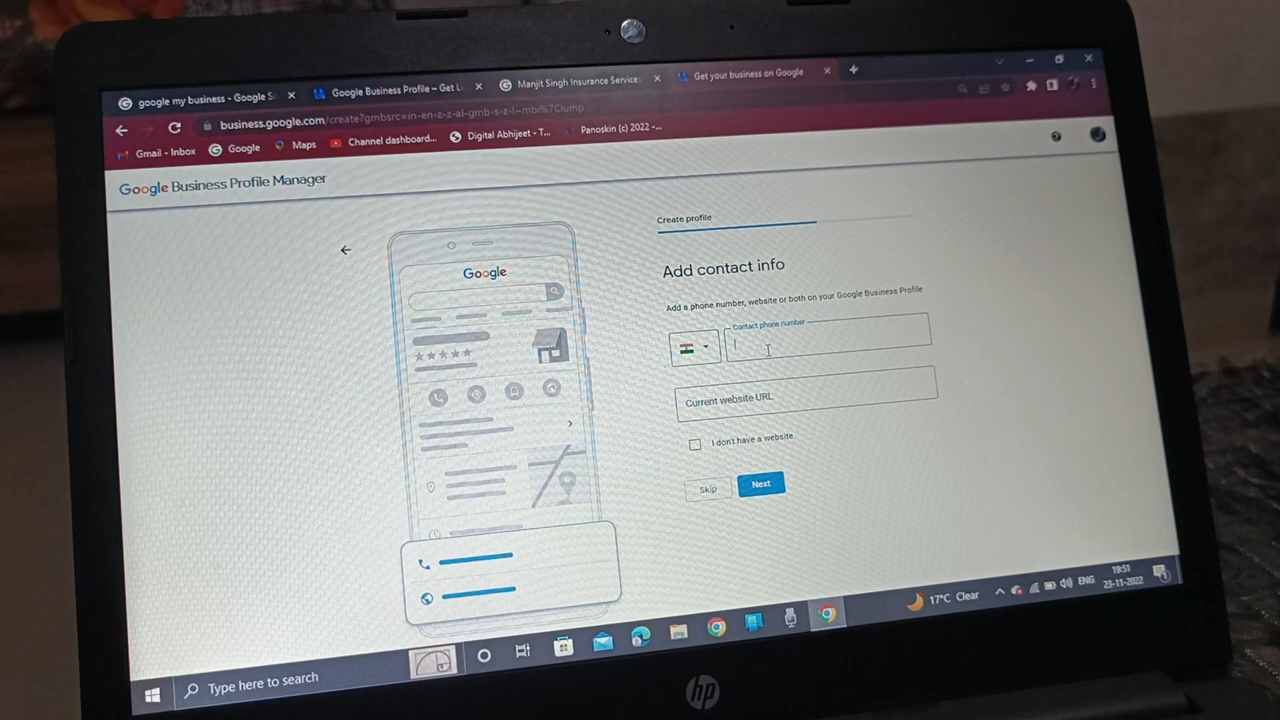 google my business - Google S
Google Business Profile – Get Li
Manjit Singh Insurance Service
Get your business on Google
business.google.com/create?gmbsrc=in-en-z-z-al-gmb-s-z-l-mbi%7Clump
Gmail - Inbox
Google
Maps
Channel dashboard...
Digital Abhijeet - T...
Panoskin (c) 2022 -...
Google Business Profile Manager
Google
Create profile
Add contact info
Add a phone number, website or both on your Google Business Profile
Contact phone number
Current website URL
I don't have a website
Skip
Next
Type here to search
17°C Clear
ENG
19:51
23-11-2022
hp